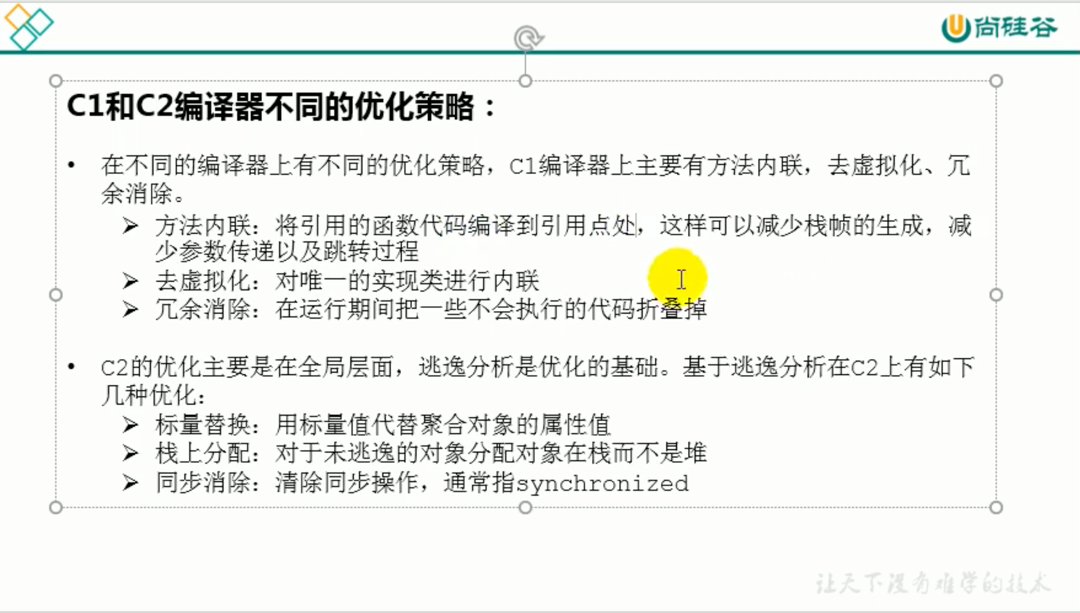 尚硅谷
C1和C2编译器不同的优化策略：
• 在不同的编译器上有不同的优化策略，C1编译器上主要有方法内联，去虚拟化、冗
余消除。
➤ 方法内联：将引用的函数代码编译到引用点处，这样可以减少栈帧的生成，减
少参数传递以及跳转过程
➤ 去虚拟化：对唯一的实现类进行内联
➤ 冗余消除：在运行期间把一些不会执行的代码折叠掉
• C2的优化主要是在全局层面，逃逸分析是优化的基础。基于逃逸分析在C2上有如下
几种优化：
➤ 标量替换：用标量值代替聚合对象的属性值
➤ 栈上分配：对于未逃逸的对象分配对象在栈而不是堆
➤ 同步消除：清除同步操作，通常指synchronized
让天下没有难学的技术